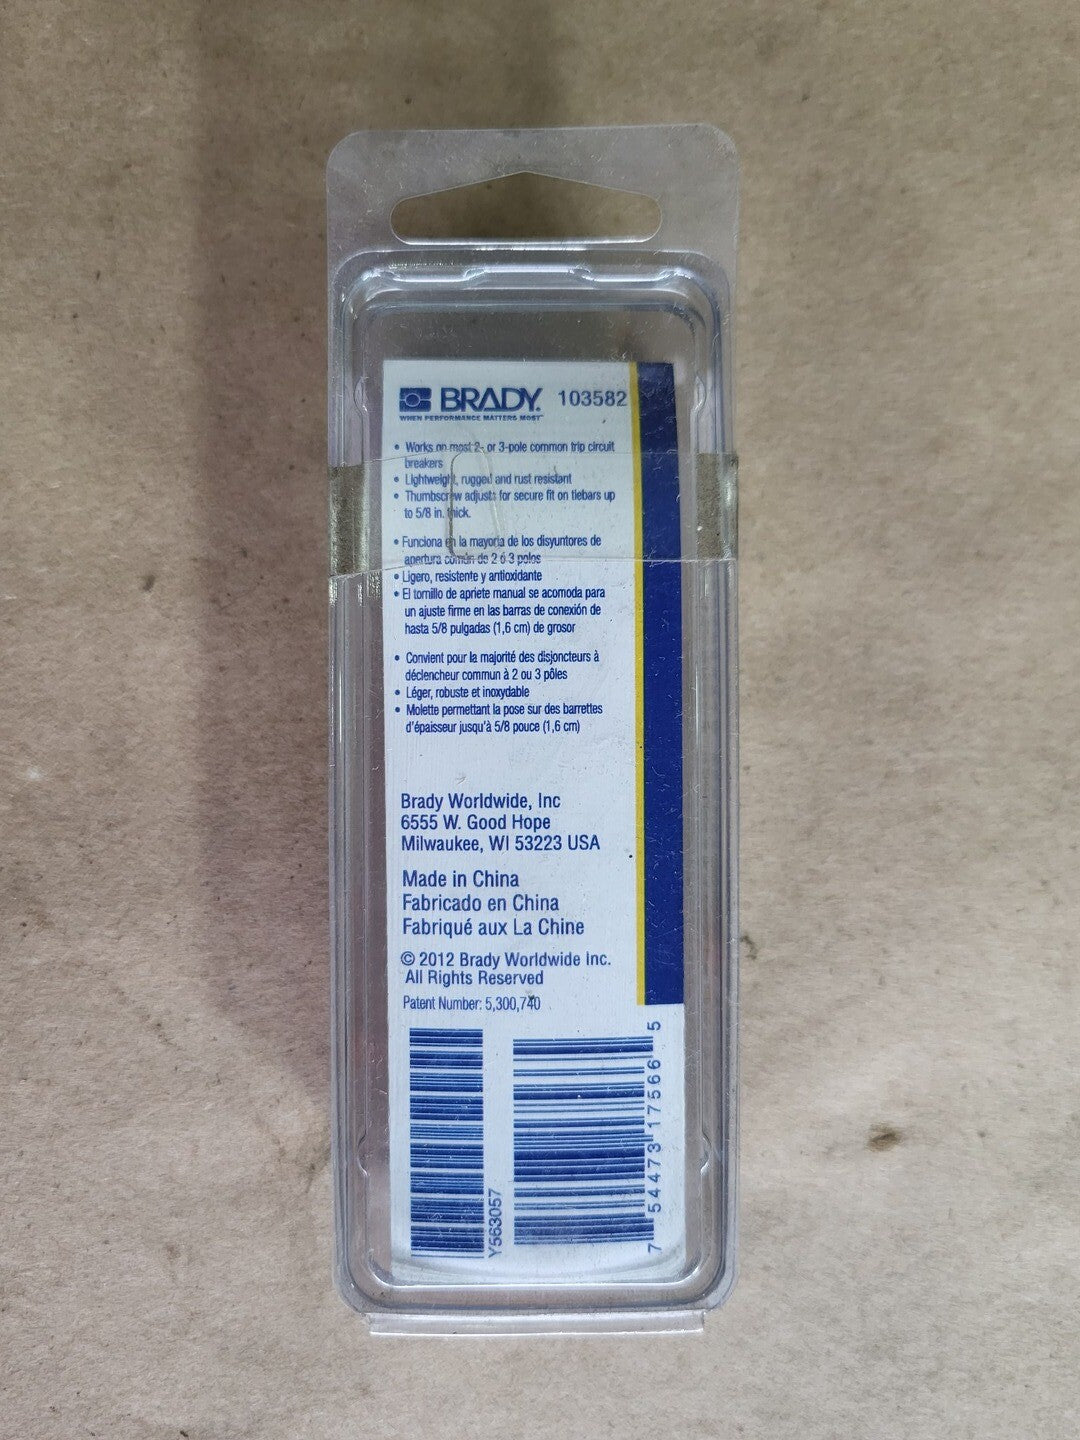 BRADY. 103582
WHEN PERFORMANCE MATTERS MOST™
• Works on most 2- or 3-pole common trip circuit
breakers
• Lightweight, rugged and rust resistant
• Thumbscrew adjusts for secure fit on tiebars up
to 5/8 in. thick.
• Funciona en la mayoría de los disyuntores de
apertura común de 2 ó 3 polos
• Ligero, resistente y antioxidante
• El tornillo de apriete manual se acomoda para
un ajuste firme en las barras de conexión de
hasta 5/8 pulgadas (1,6 cm) de grosor
• Convient pour la majorité des disjoncteurs à
déclencheur commun à 2 ou 3 pôles
• Léger, robuste et inoxydable
• Molette permettant la pose sur des barrettes
d'épaisseur jusqu'à 5/8 pouce (1,6 cm)
Brady Worldwide, Inc
6555 W. Good Hope
Milwaukee, WI 53223 USA
Made in China
Fabricado en China
Fabriqué aux La Chine
© 2012 Brady Worldwide Inc.
All Rights Reserved
Patent Number: 5,300,740
Y563057
7 54473 17566 5